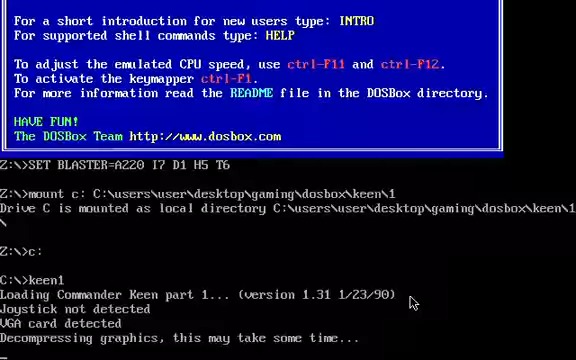 For a short introduction for new users type: INTRO
For supported shell commands type: HELP
To adjust the emulated CPU speed, use ctrl-F11 and ctrl-F12.
To activate the keymapper ctrl-F1.
For more information read the README file in the DOSBox directory.
HAVE FUN!
The DOSBox Team http://www.dosbox.com
Z:\>SET BLASTER=A220 I7 D1 H5 T6
Z:\>mount c: C:\users\user\desktop\gaming\dosbox\keen\1
Drive C is mounted as local directory C:\users\user\desktop\gaming\dosbox\keen\1
\
Z:\>c:
C:\>keen1
Loading Commander Keen part 1... (version 1.31 1/23/90)
Joystick not detected
VGA card detected
Decompressing graphics, this may take some time...